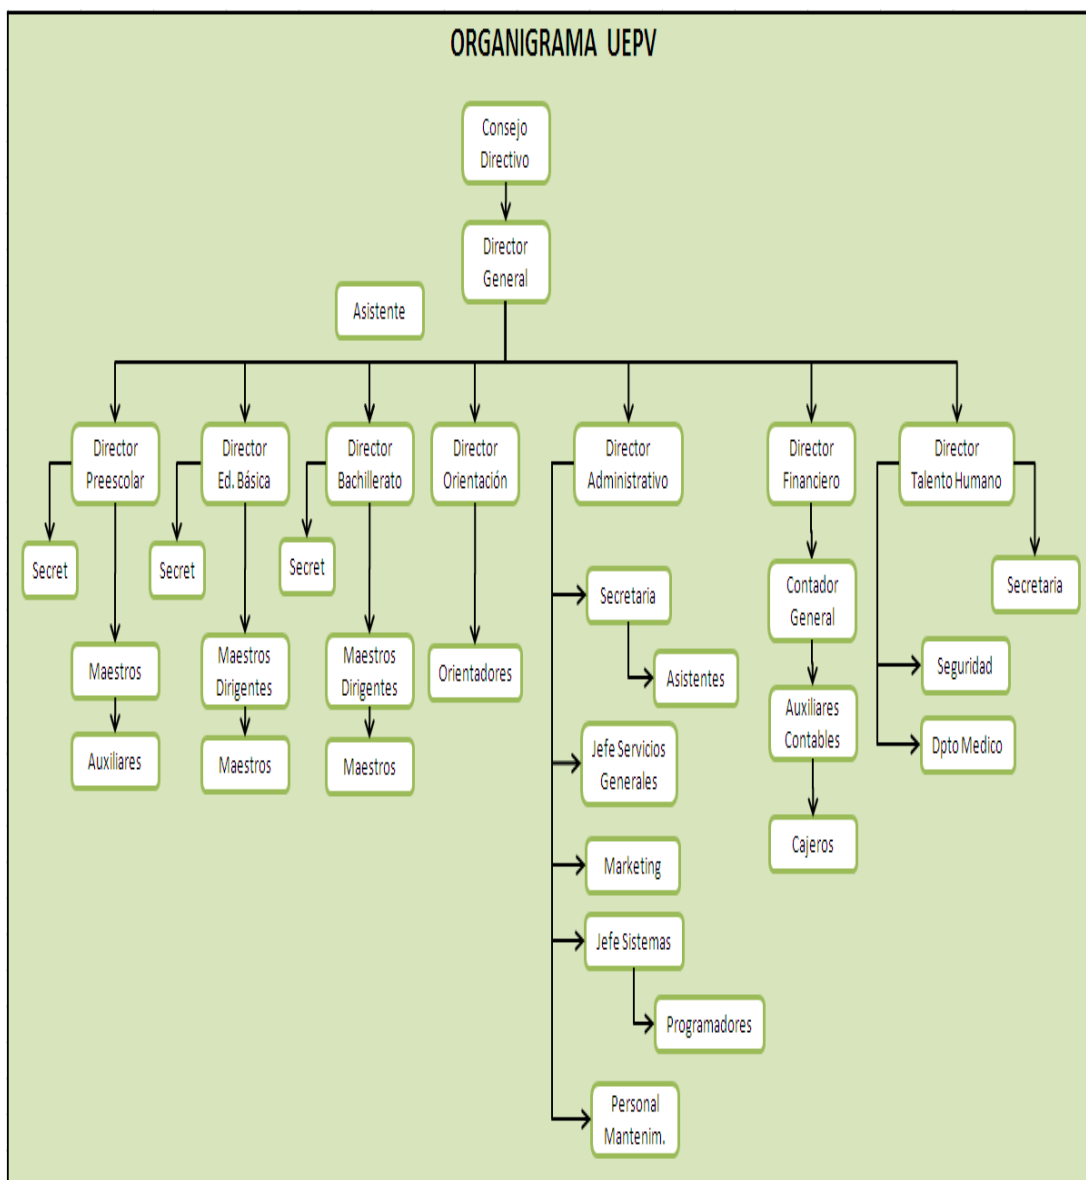 ORGANIGRAMA UEPV
Consejo
Directivo
Director
General
Asistente
Director
Preescolar
Director
Ed. Básica
Director
Bachillerato
Director
Orientación
Director
Administrativo
Director
Financiero
Director
Talento Humano
Secret
Secret
Secret
Secretaria
Contador
General
Secretaria
Maestros
Maestros
Dirigentes
Maestros
Dirigentes
Orientadores
Asistentes
Seguridad
Auxiliares
Contables
Dpto Medico
Auxiliares
Maestros
Maestros
Jefe Servicios
Generales
Cajeros
Marketing
Jefe Sistemas
Programadores
Personal
Mantenim.